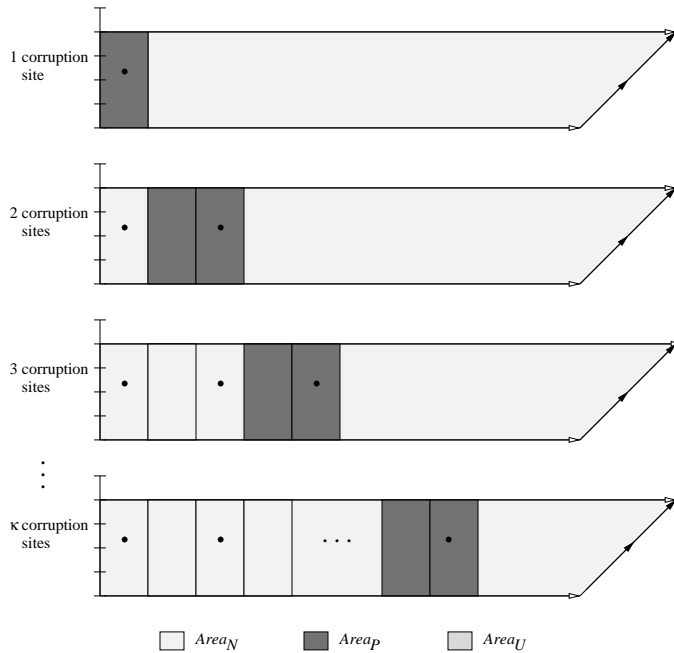 1 corruption
site
2 corruption
sites
3 corruption
sites
κ corruption
sites
Area_N Area_P Area_U